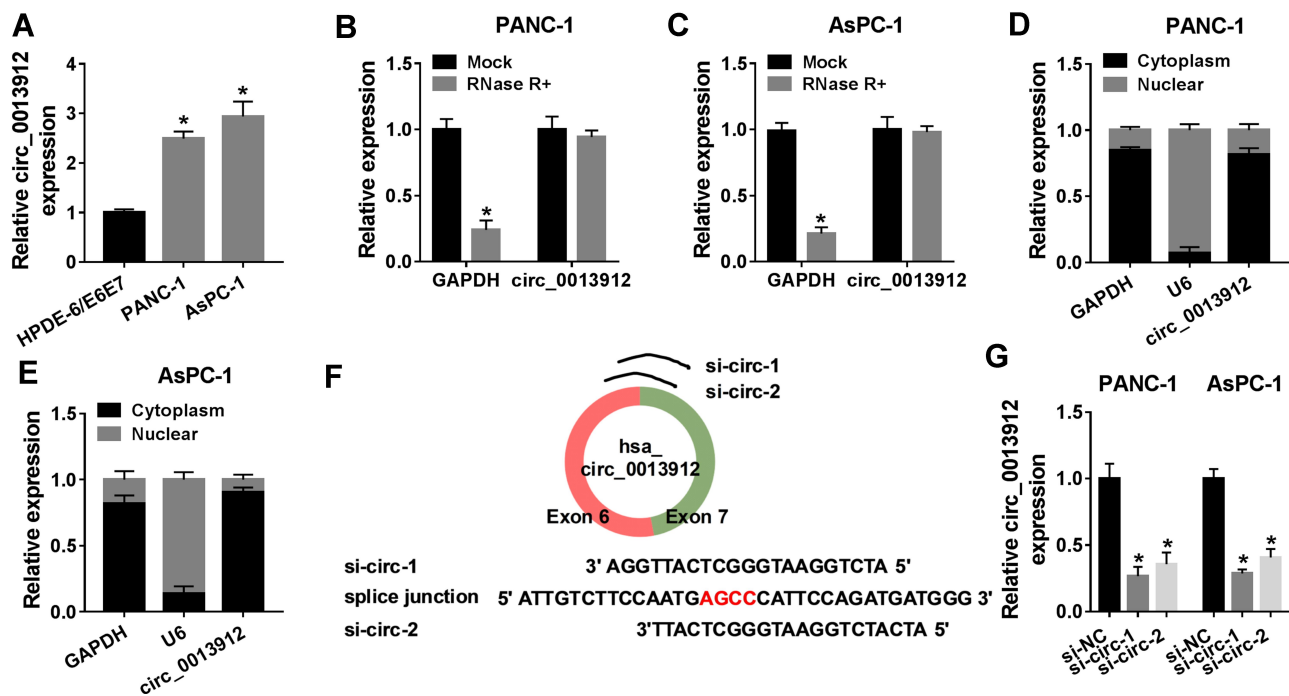 A
Relative circ_0013912
expression
4
3
2
1
0
*
*
HPDE-6/E6E7
PANC-1
AsPC-1
B
PANC-1
Mock
RNase R+
Relative expression
1.5
1.0
0.5
0.0
*
GAPDH circ_0013912
C
AsPC-1
Mock
RNase R+
Relative expression
1.5
1.0
0.5
0.0
*
GAPDH circ_0013912
D
PANC-1
Cytoplasm
Nuclear
Relative expression
1.5
1.0
0.5
0.0
GAPDH
U6
circ_0013912
E
AsPC-1
Cytoplasm
Nuclear
Relative expression
1.5
1.0
0.5
0.0
GAPDH
U6
circ_0013912
F
si-circ-1
si-circ-2
hsa_
circ_0013912
Exon 6 Exon 7
si-circ-1 3' AGGTTACTCGGGTAAGGTCTA 5'
splice junction 5' ATTGTCTTCCAATGAGCCCATTCCAGATGATGGG 3'
si-circ-2 3'TTACTCGGGTAAGGTCTACTA 5'
G
PANC-1 AsPC-1
Relative circ_0013912
expression
1.5
1.0
0.5
0.0
* *
* *
si-NC
si-circ-1
si-circ-2
si-NC
si-circ-1
si-circ-2